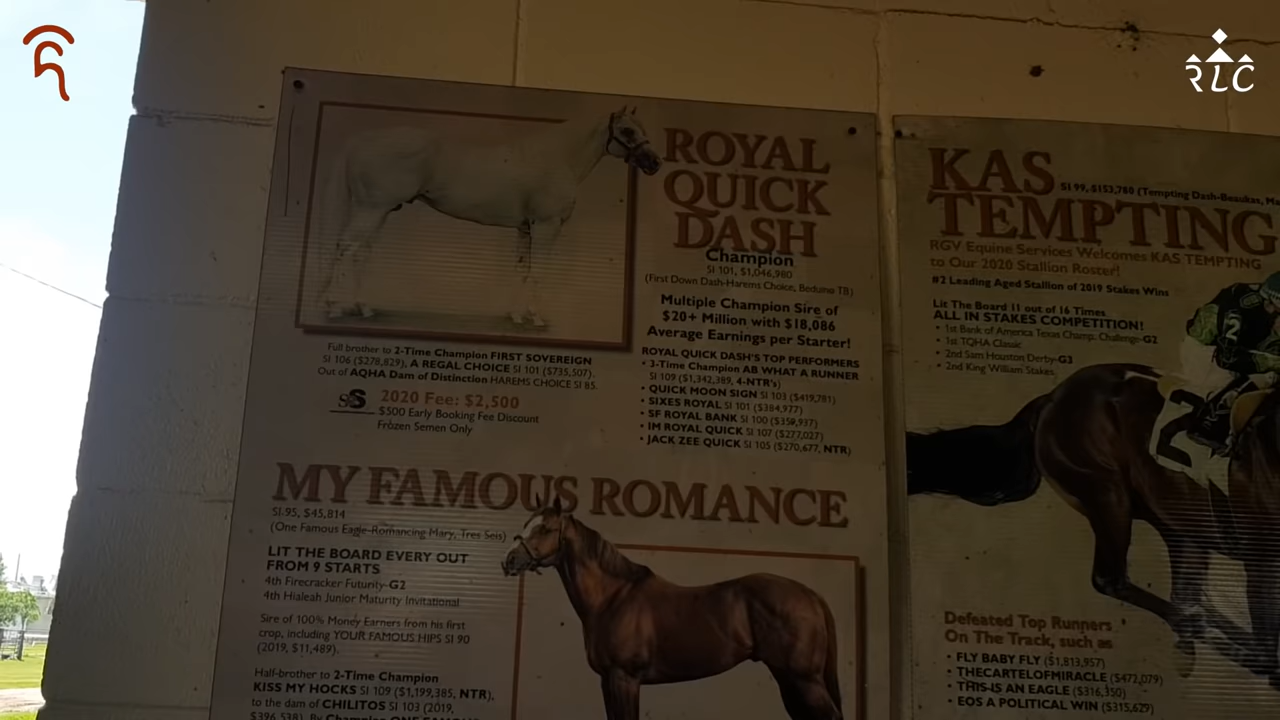 RLC
ROYAL
QUICK
DASH
Champion
SI 101, $1,046,980
(First Down Dash-Harems Choice, Beduino TB)
Multiple Champion Sire of
$20+ Million with $18,086
Average Earnings per Starter!
ROYAL QUICK DASH'S TOP PERFORMERS
• 3-Time Champion AB WHAT A RUNNER
SI 109 ($1,342,389, 4-NTR's)
• QUICK MOON SIGN SI 103 ($419,781)
• SIXES ROYAL SI 101 ($384,977)
• SF ROYAL BANK SI 100 ($359,937)
• IM ROYAL QUICK SI 107 ($277,027)
• JACK ZEE QUICK SI 105 ($270,677, NTR)
Full brother to 2-Time Champion FIRST SOVEREIGN
SI 106 ($278,829), A REGAL CHOICE SI 101 ($735,507).
Out of AQHA Dam of Distinction HAREMS CHOICE SI 85.
2020 Fee: $2,500
$500 Early Booking Fee Discount
Frozen Semen Only
MY FAMOUS ROMANCE
SI 95, $45,814
(One Famous Eagle-Romancing Mary, Tres Seis)
LIT THE BOARD EVERY OUT
FROM 9 STARTS
4th Firecracker Futurity-G2
4th Hialeah Junior Maturity Invitational
Sire of 100% Money Earners from his first
crop, including YOUR FAMOUS HIPS SI 90
(2019, $11,489).
Half-brother to 2-Time Champion
KISS MY HOCKS SI 109 ($1,199,385, NTR),
to the dam of CHILITOS SI 103 (2019,
$396,538). By Champion ONE FAMOUS
KAS
SI 99, $153,780 (Tempting Dash-Beaukas,
TEMPTING
RGV Equine Services Welcomes KAS TEMPTING
to Our 2020 Stallion Roster!
#2 Leading Aged Stallion of 2019 Stakes Wins
Lit The Board 11 out of 16 Times
ALL IN STAKES COMPETITION!
• 1st Bank of America Texas Champ. Challenge-G2
• 1st TQHA Classic
• 2nd Sam Houston Derby-G3
• 2nd King William Stakes
2
2
Defeated Top Runners
On The Track, such as
• FLY BABY FLY ($1,813,957)
• THECARTELOFMIRACLE ($472,079)
• THIS IS AN EAGLE ($316,350)
• EOS A POLITICAL WIN ($315,629)